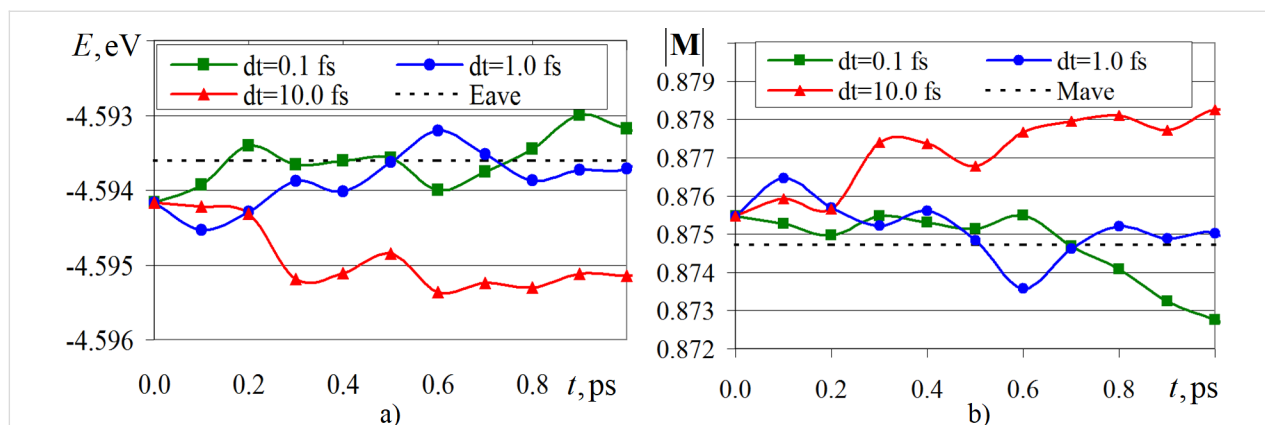 E,eV
dt=0.1 fs
dt=1.0 fs
dt=10.0 fs
Eave
-4.593
-4.594
-4.595
-4.596
0.0 0.2 0.4 0.6 0.8 t,ps
a)
|M|
dt=0.1 fs
dt=1.0 fs
dt=10.0 fs
Mave
0.879
0.878
0.877
0.876
0.875
0.874
0.873
0.872
0.0 0.2 0.4 0.6 0.8 t,ps
b)